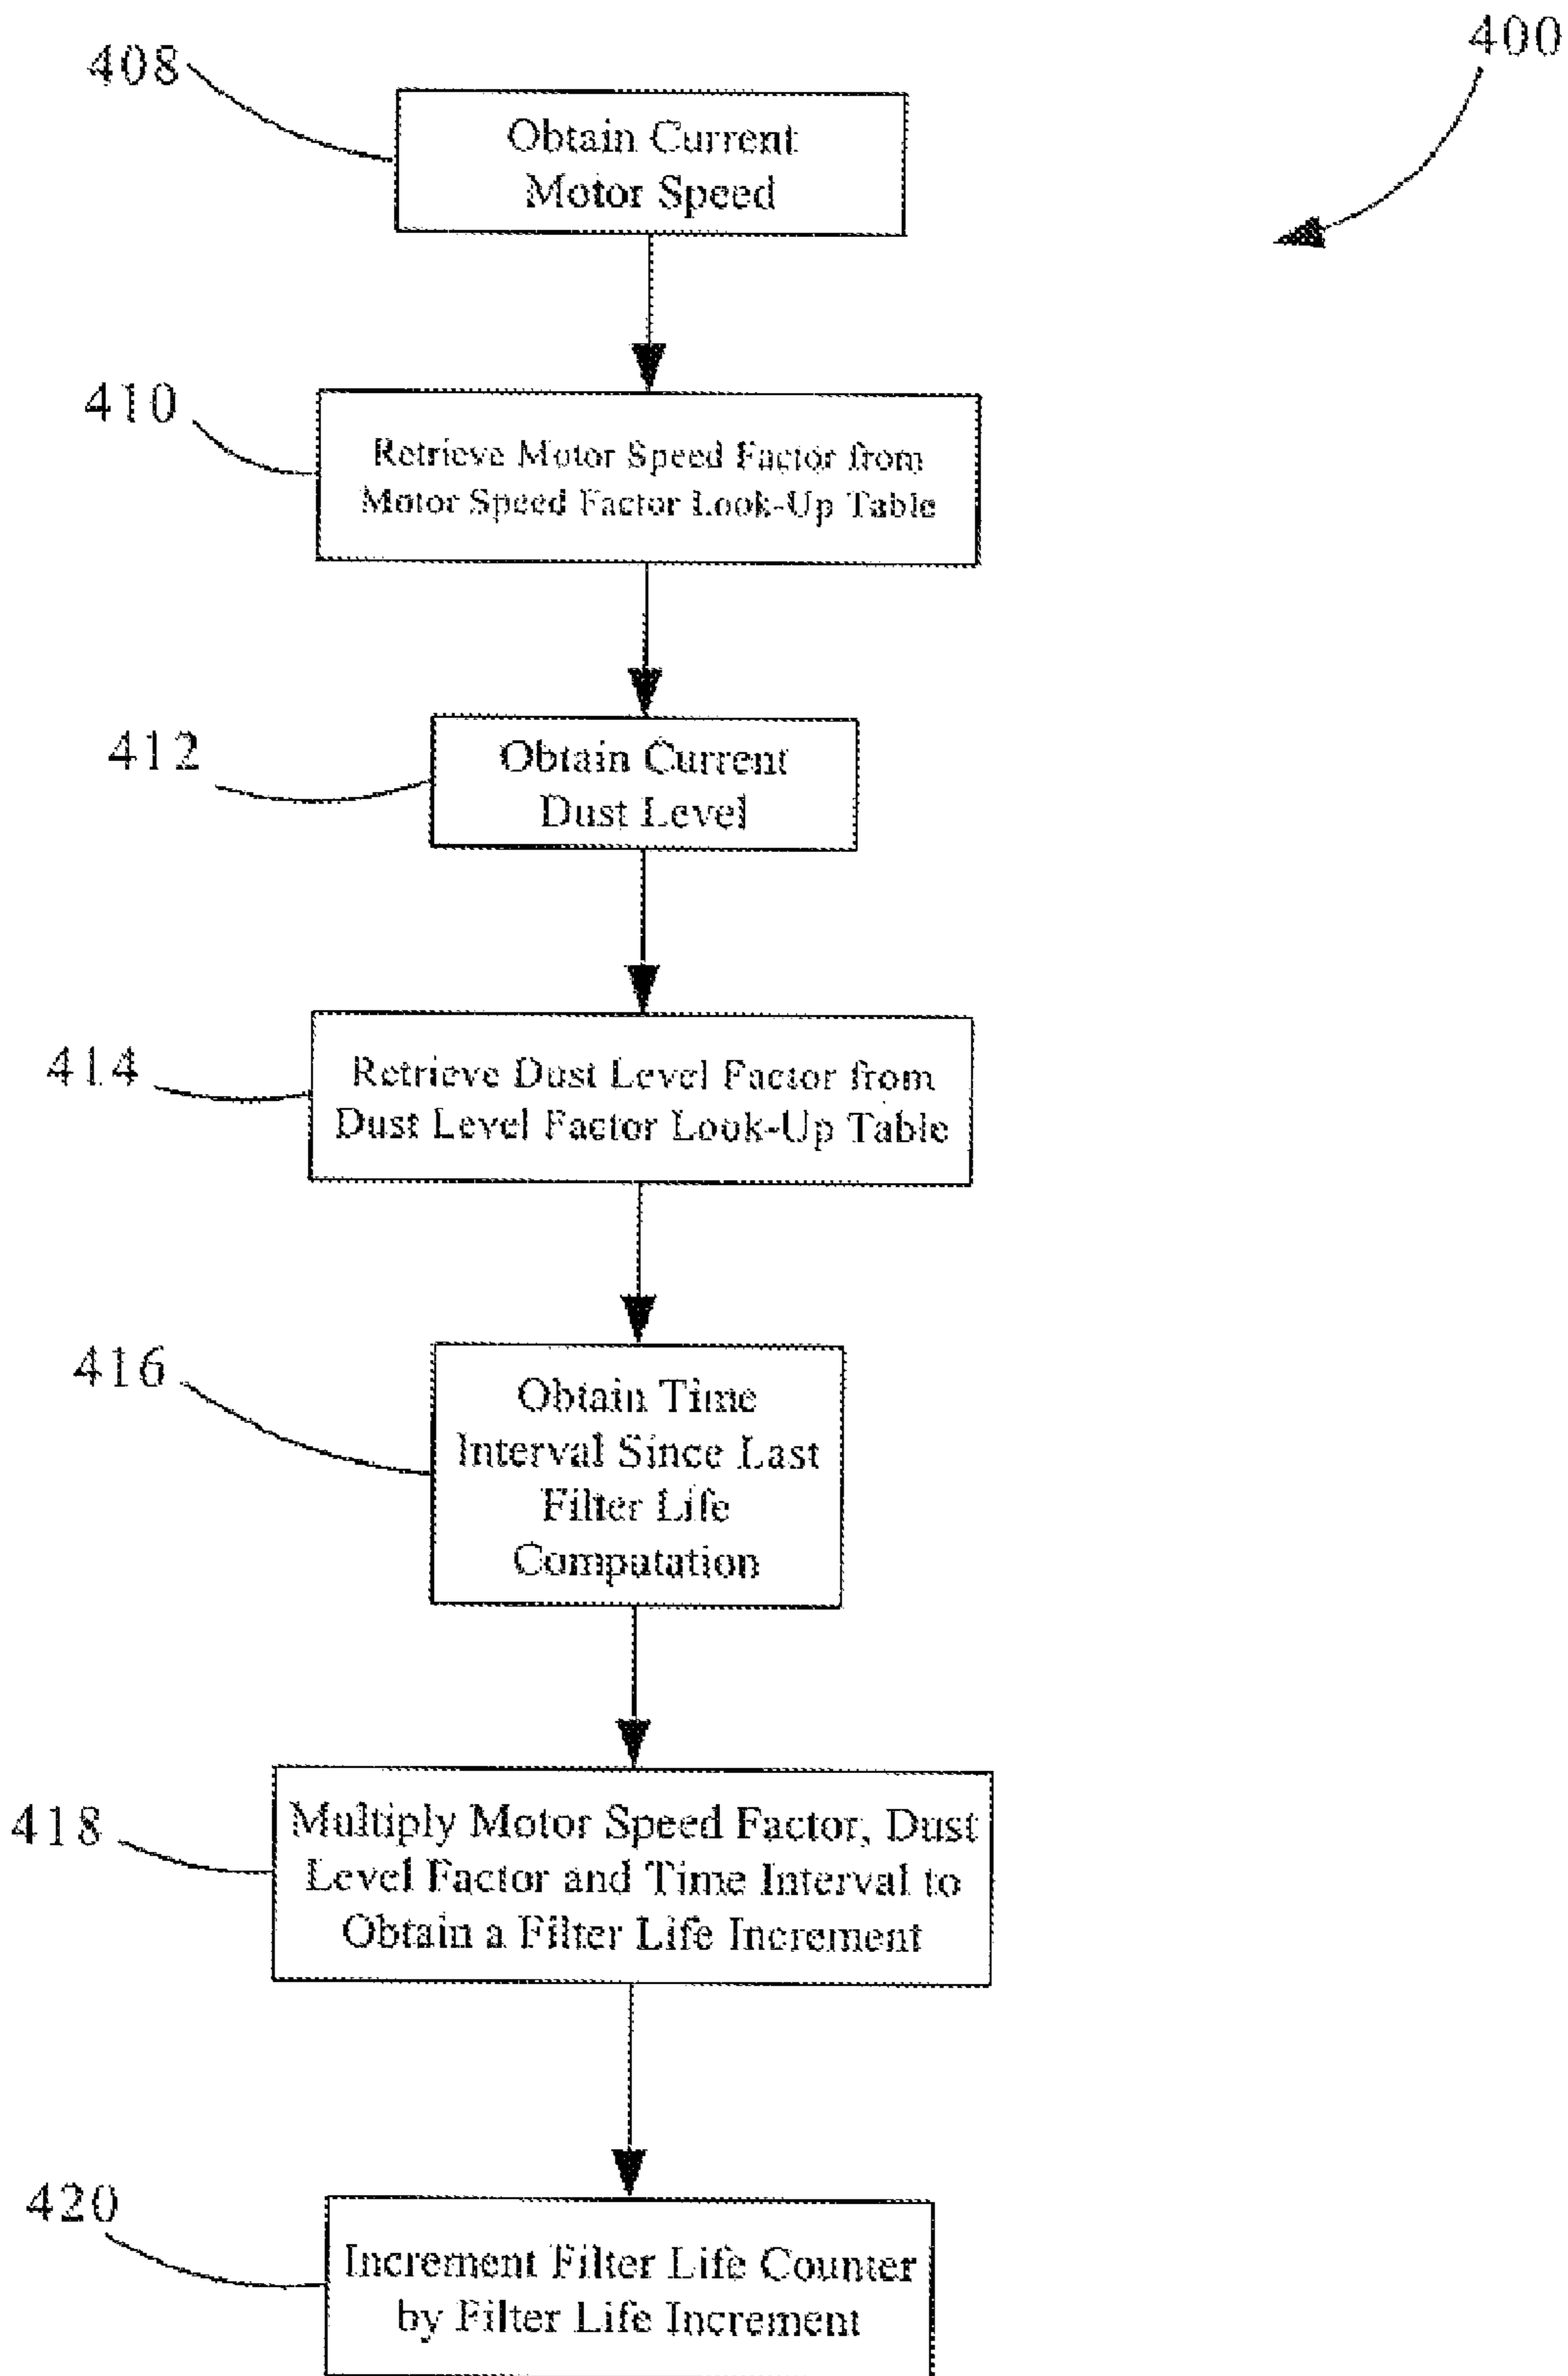 400
408
Obtain Current
Motor Speed
410
Retrieve Motor Speed Factor from
Motor Speed Factor Look-Up Table
412
Obtain Current
Dust Level
414
Retrieve Dust Level Factor from
Dust Level Factor Look-Up Table
416
Obtain Time
Interval Since Last
Filter Life
Computation
418
Multiply Motor Speed Factor, Dust
Level Factor and Time Interval to
Obtain a Filter Life Increment
420
Increment Filter Life Counter
by Filter Life Increment